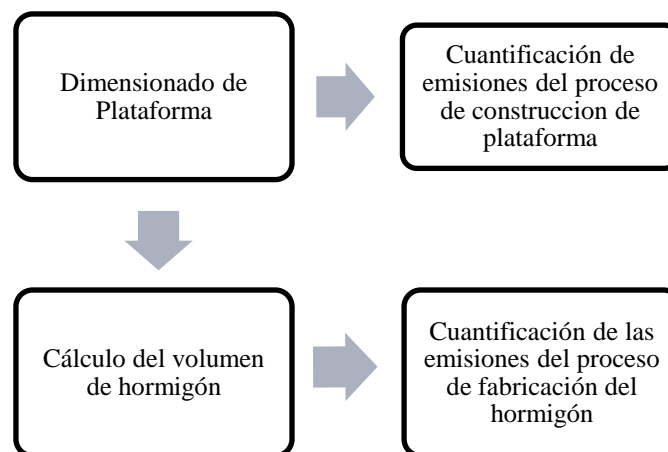 Dimensionado de
Plataforma
Cuantificación de
emisiones del proceso
de construccion de
plataforma
Cálculo del volumen
de hormigón
Cuantificación de las
emisiones del proceso
de fabricación del
hormigón